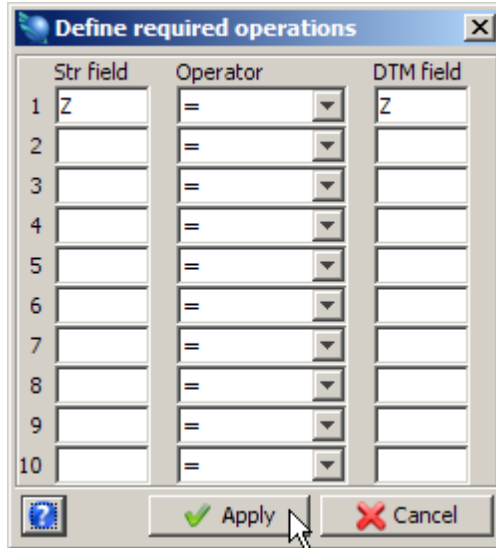 Define required operations
Str field Operator DTM field
1 Z = Z
2 =
3 =
4 =
5 =
6 =
7 =
8 =
9 =
10 =
? Apply Cancel